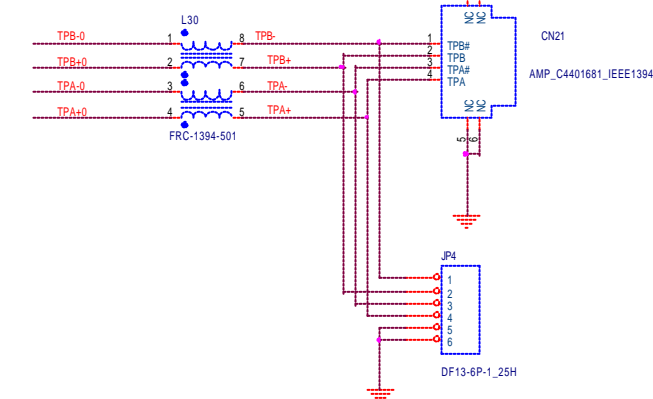 L30
TPB-0
1
8
TPB-
TPB+0
2
7
TPB+
TPA-0
3
6
TPA-
TPA+0
4
5
TPA+
FRC-1394-501
NC
NC
CN21
1
TPB#
2
TPB
3
TPA#
4
TPA
AMP_C4401681_IEEE1394
NC
NC
5
6
JP4
1
2
3
4
5
6
DF13-6P-1_25H